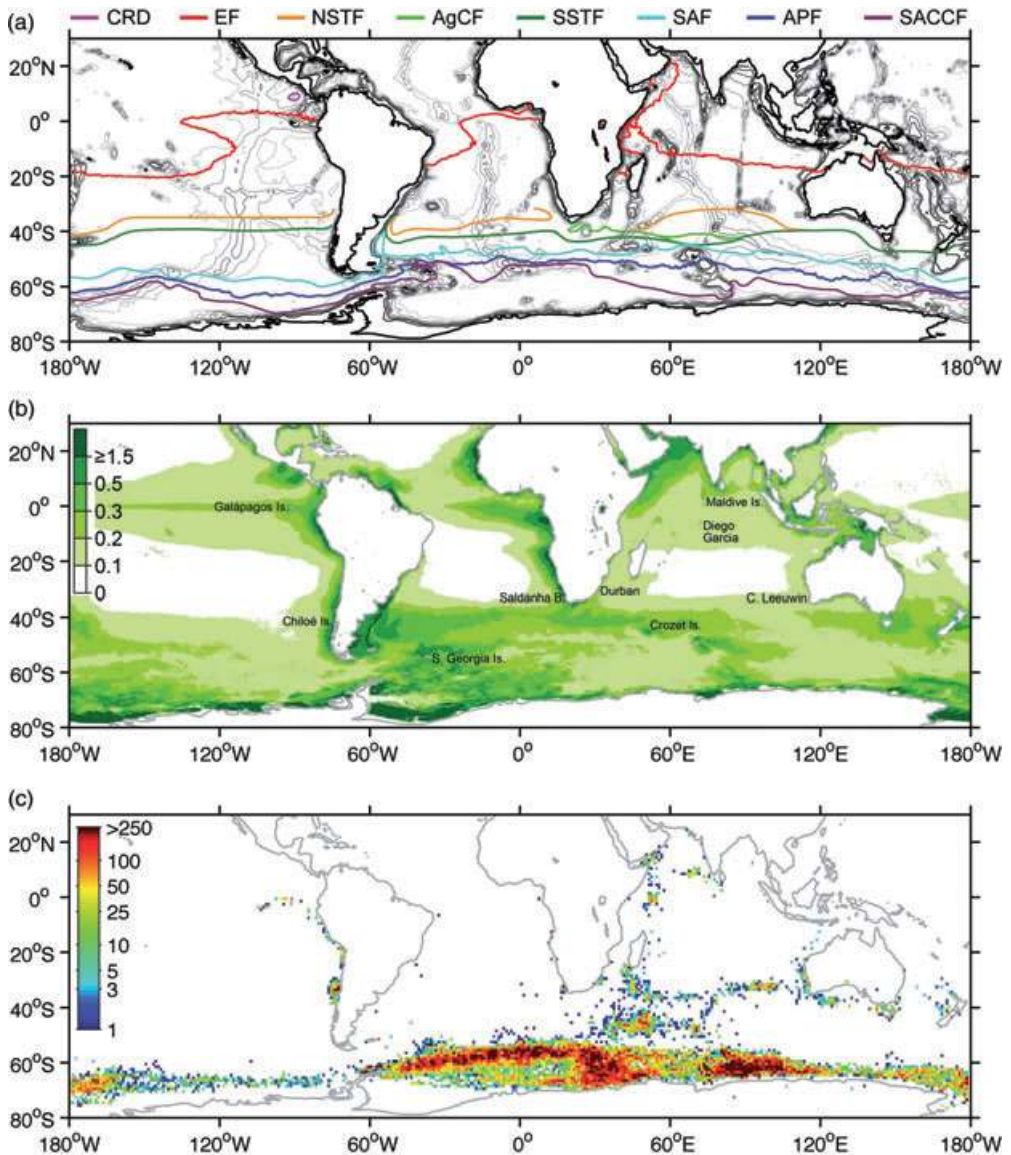 CRD EF NSTF AgCF SSTF SAF APF SACCF
(a)
20°N
0°
20°S
40°S
60°S
80°S
180°W 120°W 60°W 0° 60°E 120°E 180°W
(b)
≥1.5
0.5
0.3
0.2
0.1
0
20°N
0°
20°S
40°S
60°S
80°S
Galápagos Is.
Maldive Is.
Diego
Garcia
Saldanha B.
Durban
C. Leeuwin
Chiloé Is.
Crozet Is.
S. Georgia Is.
180°W 120°W 60°W 0° 60°E 120°E 180°W
(c)
>250
100
50
25
10
5
3
1
20°N
0°
20°S
40°S
60°S
80°S
180°W 120°W 60°W 0° 60°E 120°E 180°W